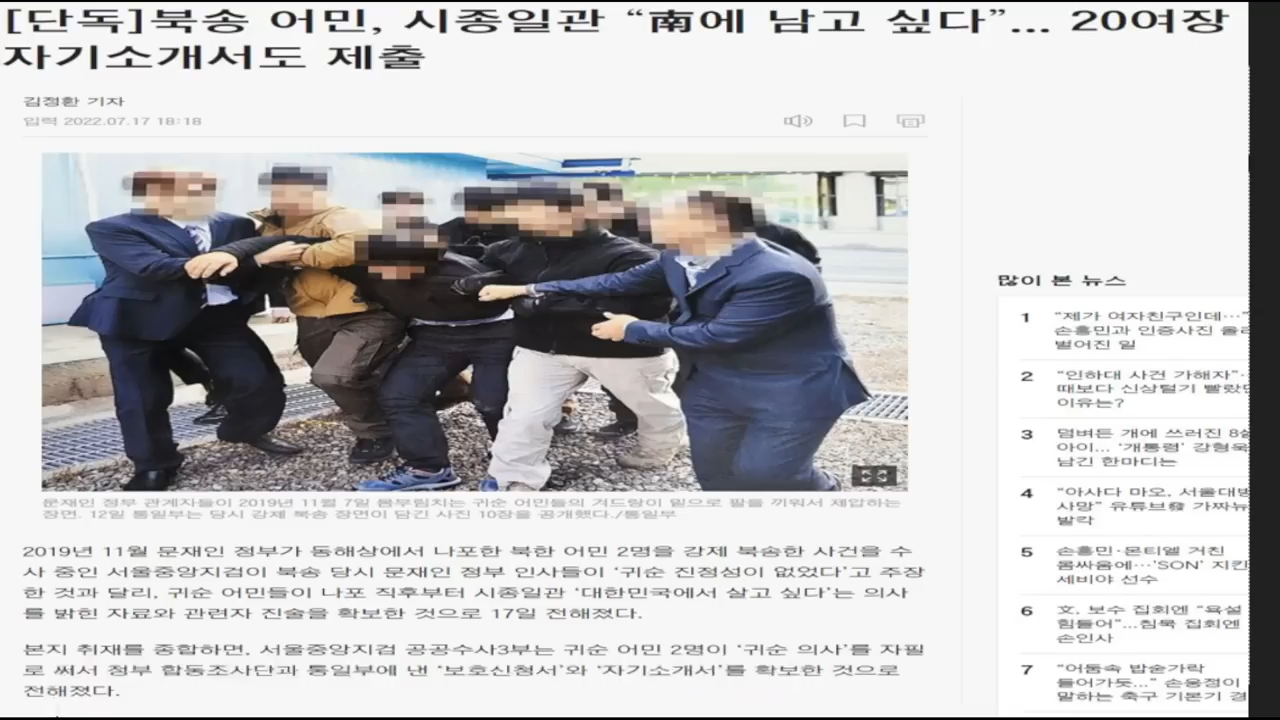 [단독]북송 어민, 시종일관 “南에 남고 싶다”... 20여장
자기소개서도 제출
김정환 기자
입력 2022.07.17 18:18
문재인 정부 관계자들이 2019년 11월 7일 몸부림치는 귀순 어민들의 겨드랑이 밑으로 팔을 끼워서 제압하는
장면. 12일 통일부는 당시 강제 북송 장면이 담긴 사진 10장을 공개했다./통일부
2019년 11월 문재인 정부가 동해상에서 나포한 북한 어민 2명을 강제 북송한 사건을 수
사 중인 서울중앙지검이 북송 당시 문재인 정부 인사들이 ‘귀순 진정성이 없었다’고 주장
한 것과 달리, 귀순 어민들이 나포 직후부터 시종일관 ‘대한민국에서 살고 싶다’는 의사
를 밝힌 자료와 관련자 진술을 확보한 것으로 17일 전해졌다.
본지 취재를 종합하면, 서울중앙지검 공공수사3부는 귀순 어민 2명이 ‘귀순 의사’를 자필
로 써서 정부 합동조사단과 통일부에 낸 ‘보호신청서’와 ‘자기소개서’를 확보한 것으로
전해졌다.
많이 본 뉴스
1 “제가 여자친구인데…”
손흥민과 인증사진 올
벌어진 일
2 “인하대 사건 가해자”
때보다 신상털기 빨랐던
이유는?
3 덤벼든 개에 쓰러진 8살
아이... ‘개통령’ 강형욱
남긴 한마디는
4 “아사다 마오, 서울대병
사망” 유튜브發 가짜뉴
발칵
5 손흥민·몬티엘 거친
몸싸움에…‘SON’ 지킨
세비야 선수
6 文, 보수 집회엔 “욕설
힘들어”...침묵 집회엔
손인사
7 “어둠속 밥숟가락
들어가듯...” 손웅정이
말하는 축구 기본기 경